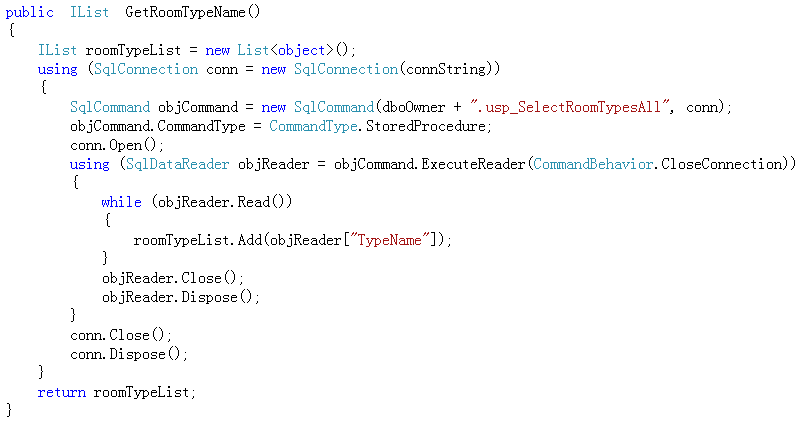 public  IList  GetRoomTypeName()
{
    IList roomTypeList = new List<object>();
    using (SqlConnection conn = new SqlConnection(connString))
    {
        SqlCommand objCommand = new SqlCommand(dboOwner + ".usp_SelectRoomTypesAll", conn);
        objCommand.CommandType = CommandType.StoredProcedure;
        conn.Open();
        using (SqlDataReader objReader = objCommand.ExecuteReader(CommandBehavior.CloseConnection))
        {
            while (objReader.Read())
            {
                roomTypeList.Add(objReader["TypeName"]);
            }
            objReader.Close();
            objReader.Dispose();
        }
        conn.Close();
        conn.Dispose();
    }
    return roomTypeList;
}